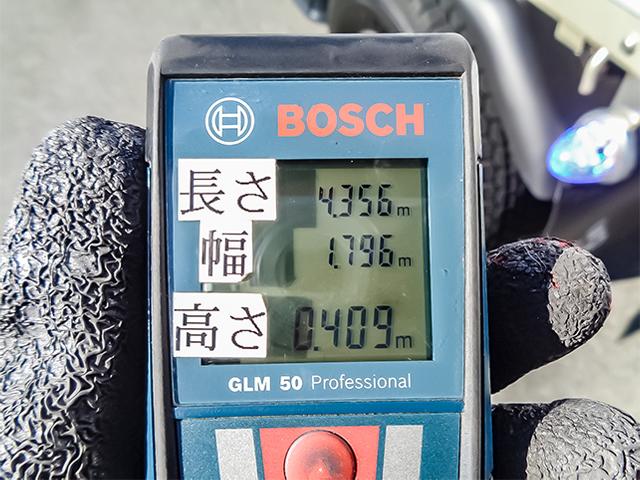 BOSCH
長さ 4.356m
幅 1.796m
高さ 0.409m
GLM 50 Professional